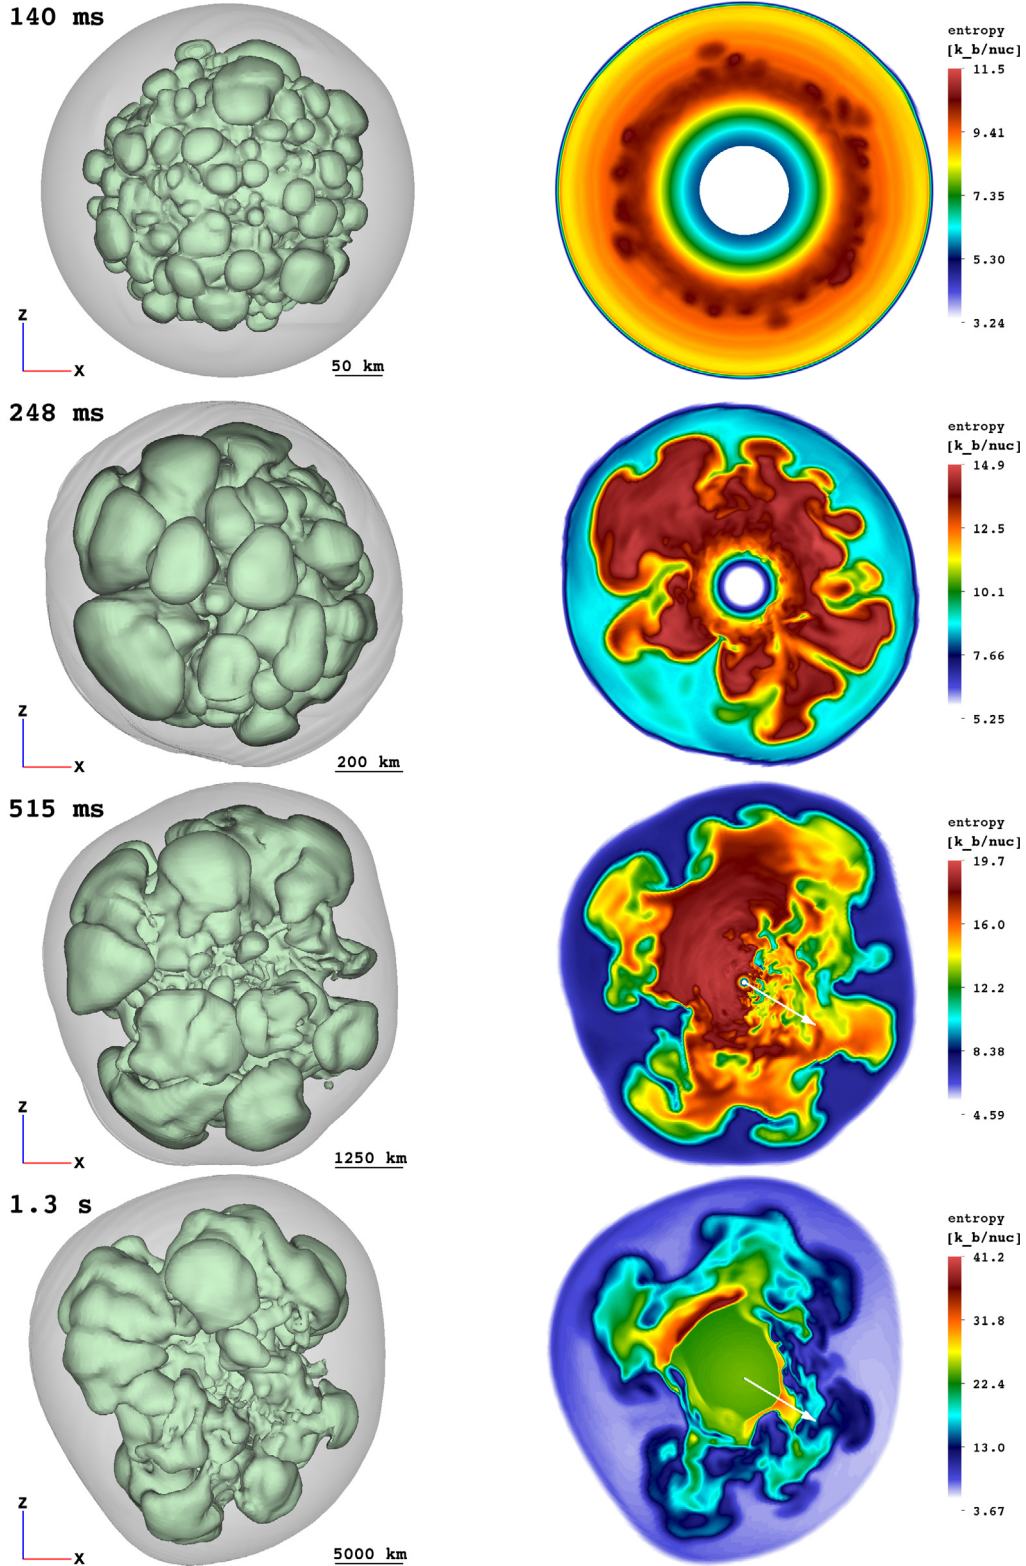 140 ms
entropy
[k_b/nuc]
11.5
9.41
7.35
5.30
3.24
Z
X
50 km
248 ms
entropy
[k_b/nuc]
14.9
12.5
10.1
7.66
5.25
Z
X
200 km
515 ms
entropy
[k_b/nuc]
19.7
16.0
12.2
8.38
4.59
Z
X
1250 km
1.3 s
entropy
[k_b/nuc]
41.2
31.8
22.4
13.0
3.67
Z
X
5000 km